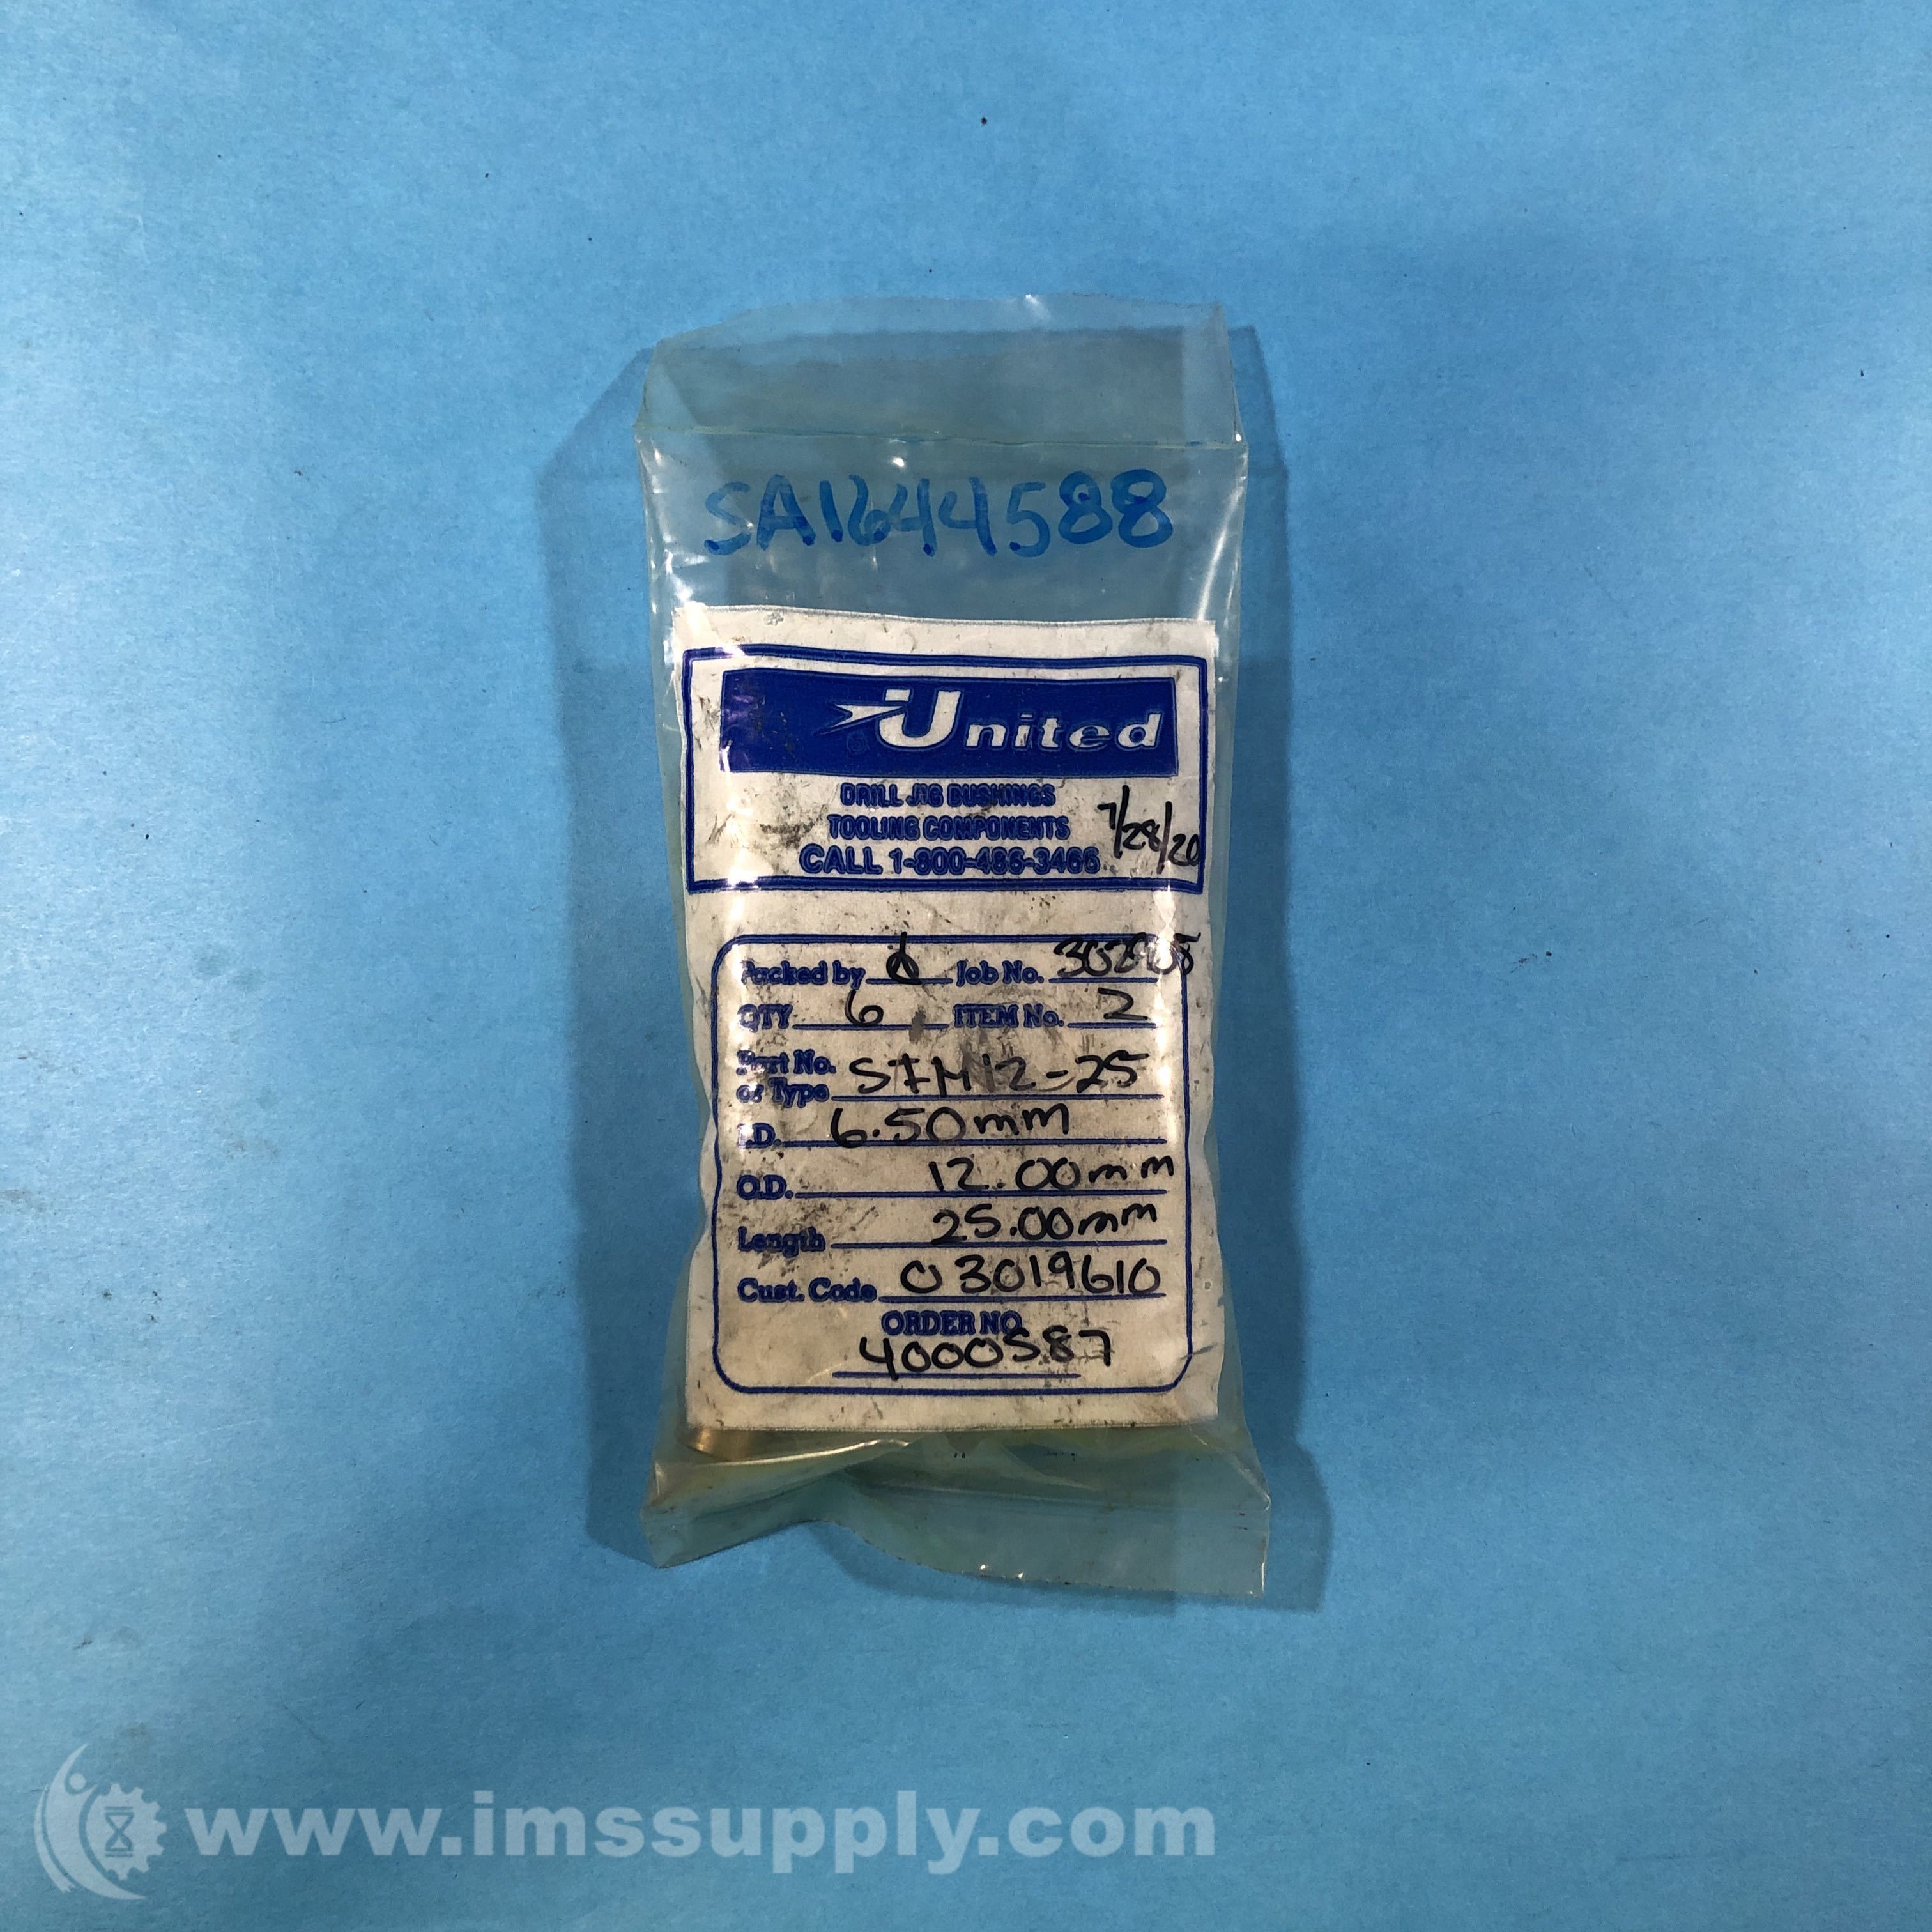 SA1644588
United
DRILL JIG BUSHINGS
TOOLING COMPONENTS
7/28/20
CALL 1-800-486-3466
Packed by Job No.
QTY 6 ITEM No. 2
Part No.
or Type SFM12-25
I.D. 6.50mm
O.D. 12.00mm
Length 25.00mm
Cust. Code 03019610
ORDER NO.
4000587
www.imssupply.com